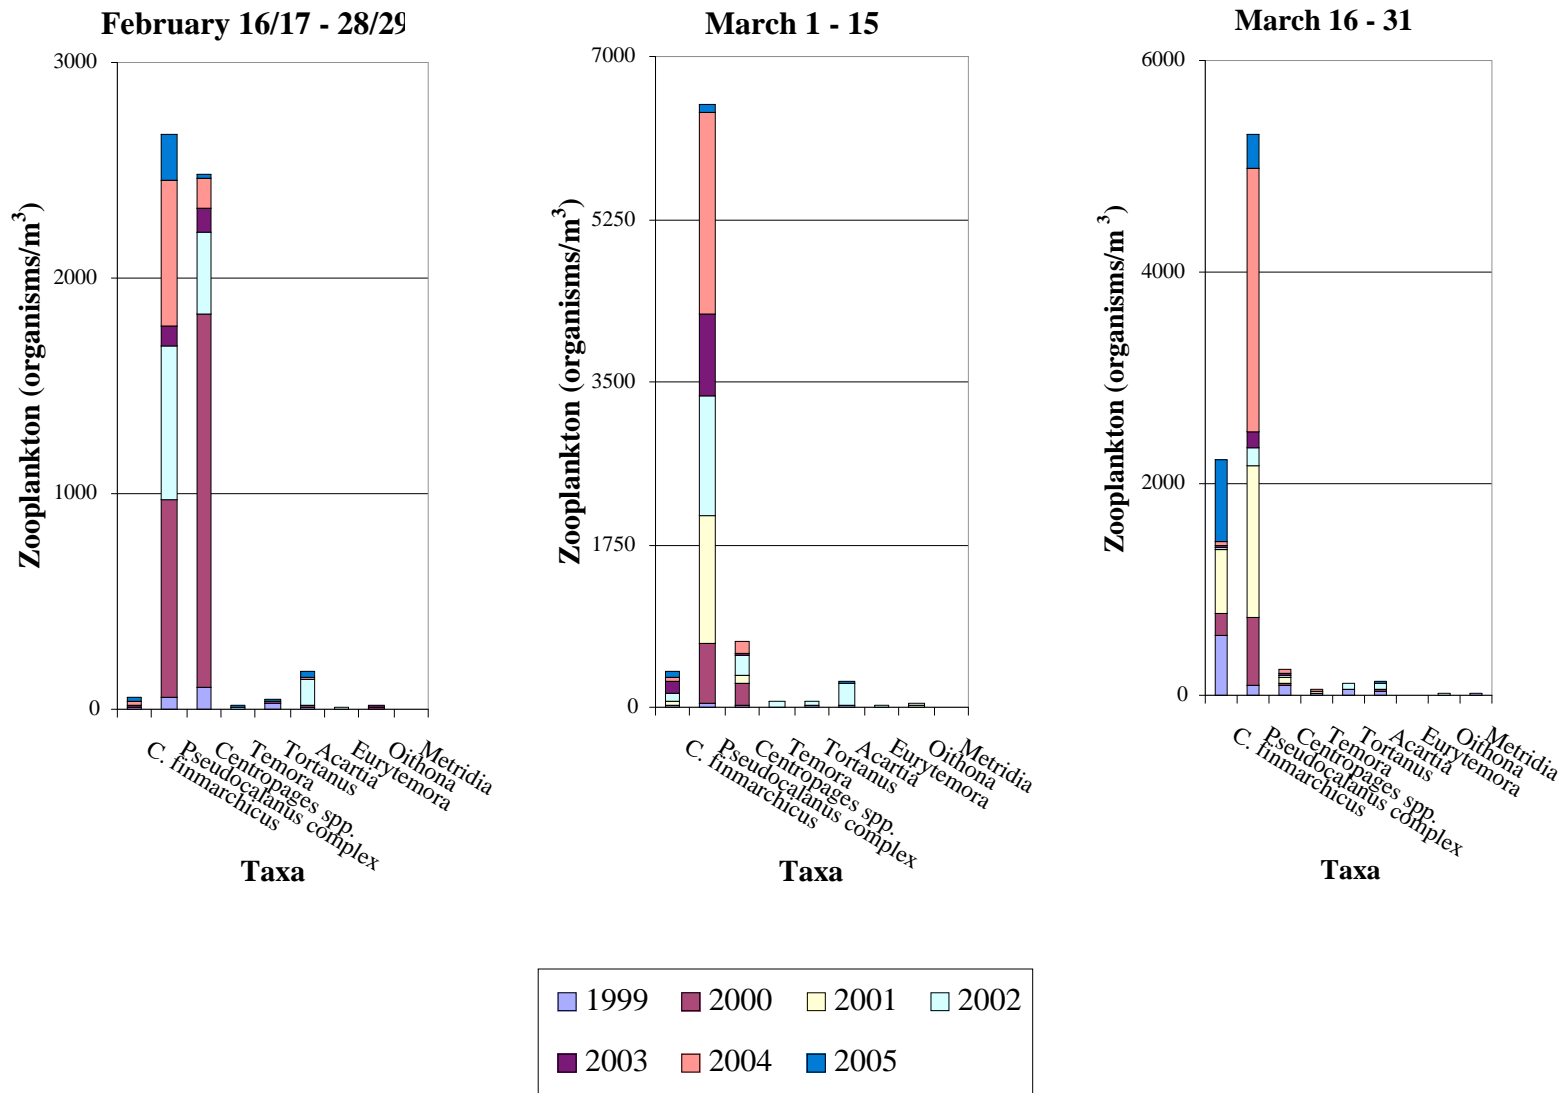 February 16/17 - 28/29
Zooplankton (organisms/m3)
3000
2000
1000
0
C. finmarchicus
Pseudocalanus complex
Centropages spp.
Temora
Tortanus
Acartia
Eurytemora
Oithona
Metridia
Taxa
March 1 - 15
Zooplankton (organisms/m3)
7000
5250
3500
1750
0
C. finmarchicus
Pseudocalanus complex
Centropages spp.
Temora
Tortanus
Acartia
Eurytemora
Oithona
Metridia
Taxa
March 16 - 31
Zooplankton (organisms/m 3)
6000
4000
2000
0
C. finmarchicus
Pseudocalanus complex
Centropages spp.
Temora
Tortanus
Acartia
Eurytemora
Oithona
Metridia
Taxa
1999 2000 2001 2002
2003 2004 2005